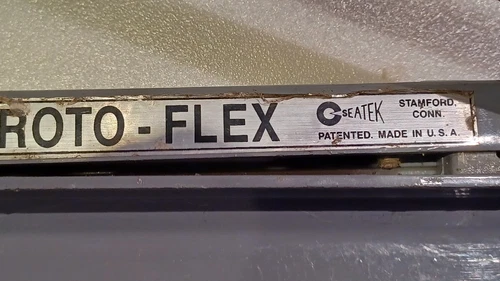 ROTO-FLEX
SEATEK
STAMFORD,
CONN.
PATENTED. MADE IN U.S.A.